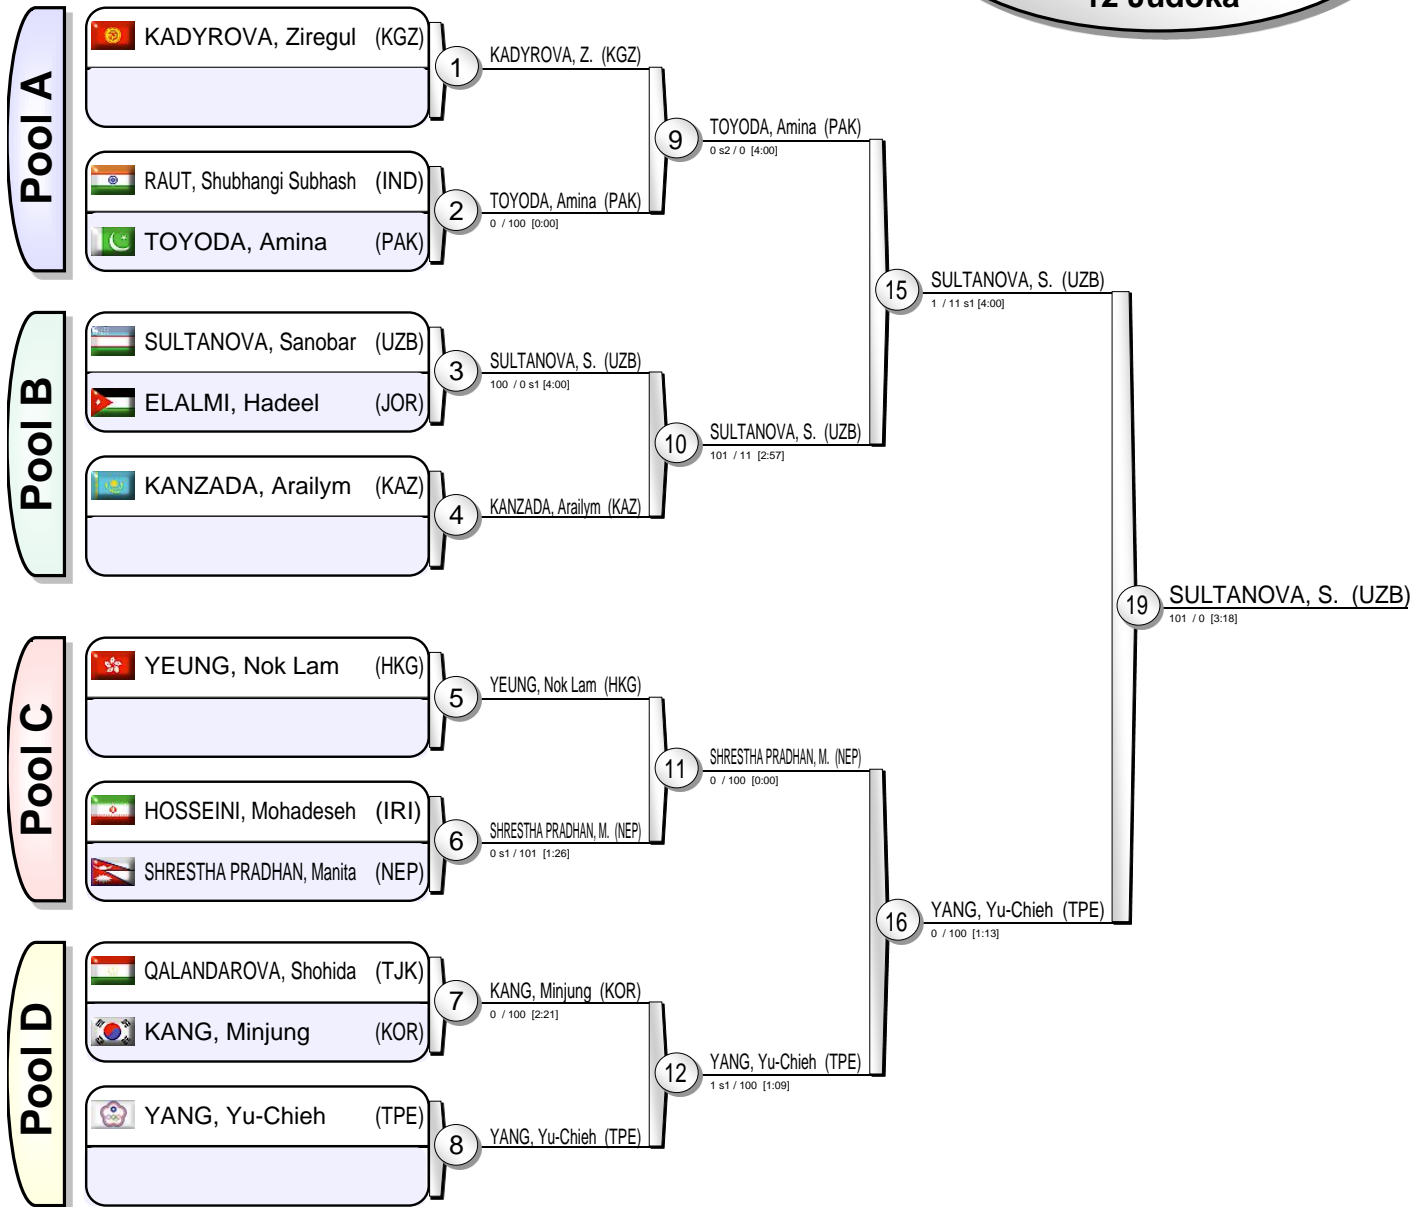 12 Judoka
Pool A
KADYROVA, Ziregul (KGZ)
RAUT, Shubhangi Subhash (IND)
TOYODA, Amina (PAK)
1
KADYROVA, Z. (KGZ)
2
TOYODA, Amina (PAK)
0 / 100 [0:00]
9
TOYODA, Amina (PAK)
0 s2 / 0 [4:00]
Pool B
SULTANOVA, Sanobar (UZB)
ELALMI, Hadeel (JOR)
KANZADA, Arailym (KAZ)
3
SULTANOVA, S. (UZB)
100 / 0 s1 [4:00]
4
KANZADA, Arailym (KAZ)
10
SULTANOVA, S. (UZB)
101 / 11 [2:57]
15
SULTANOVA, S. (UZB)
1 / 11 s1 [4:00]
Pool C
YEUNG, Nok Lam (HKG)
HOSSEINI, Mohadeseh (IRI)
SHRESTHA PRADHAN, Manita (NEP)
5
YEUNG, Nok Lam (HKG)
6
SHRESTHA PRADHAN, M. (NEP)
0 s1 / 101 [1:26]
11
SHRESTHA PRADHAN, M. (NEP)
0 / 100 [0:00]
Pool D
QALANDAROVA, Shohida (TJK)
KANG, Minjung (KOR)
YANG, Yu-Chieh (TPE)
7
KANG, Minjung (KOR)
0 / 100 [2:21]
8
YANG, Yu-Chieh (TPE)
12
YANG, Yu-Chieh (TPE)
1 s1 / 100 [1:09]
16
YANG, Yu-Chieh (TPE)
0 / 100 [1:13]
19
SULTANOVA, S. (UZB)
101 / 0 [3:18]